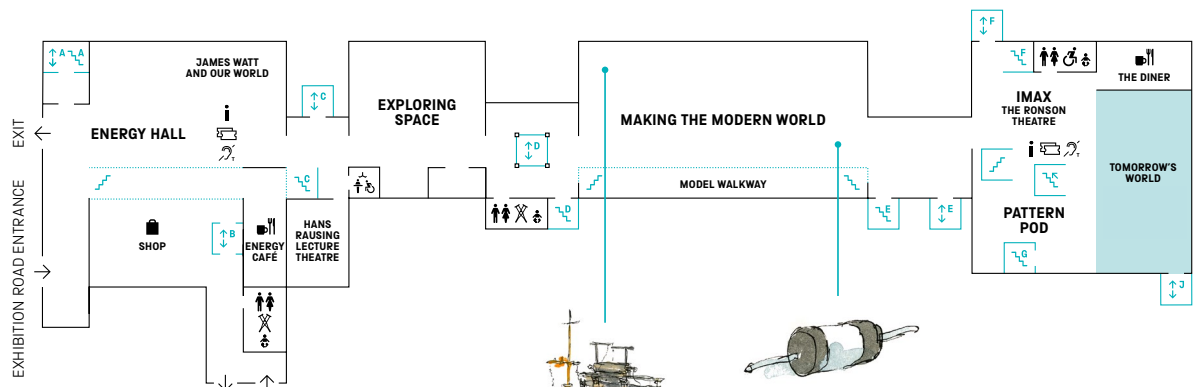 F
A A
F
JAMES WATT
AND OUR WORLD
THE DINER
C
EXPLORING
SPACE
IMAX
THE RONSON
THEATRE
EXIT
ENERGY HALL
MAKING THE MODERN WORLD
D
T
T
TOMORROW'S
WORLD
C
MODEL WALKWAY
EXHIBITION ROAD ENTRANCE
D
E
E
PATTERN
POD
SHOP
B
ENERGY
CAFÉ
HANS
RAUSING
LECTURE
THEATRE
G
J